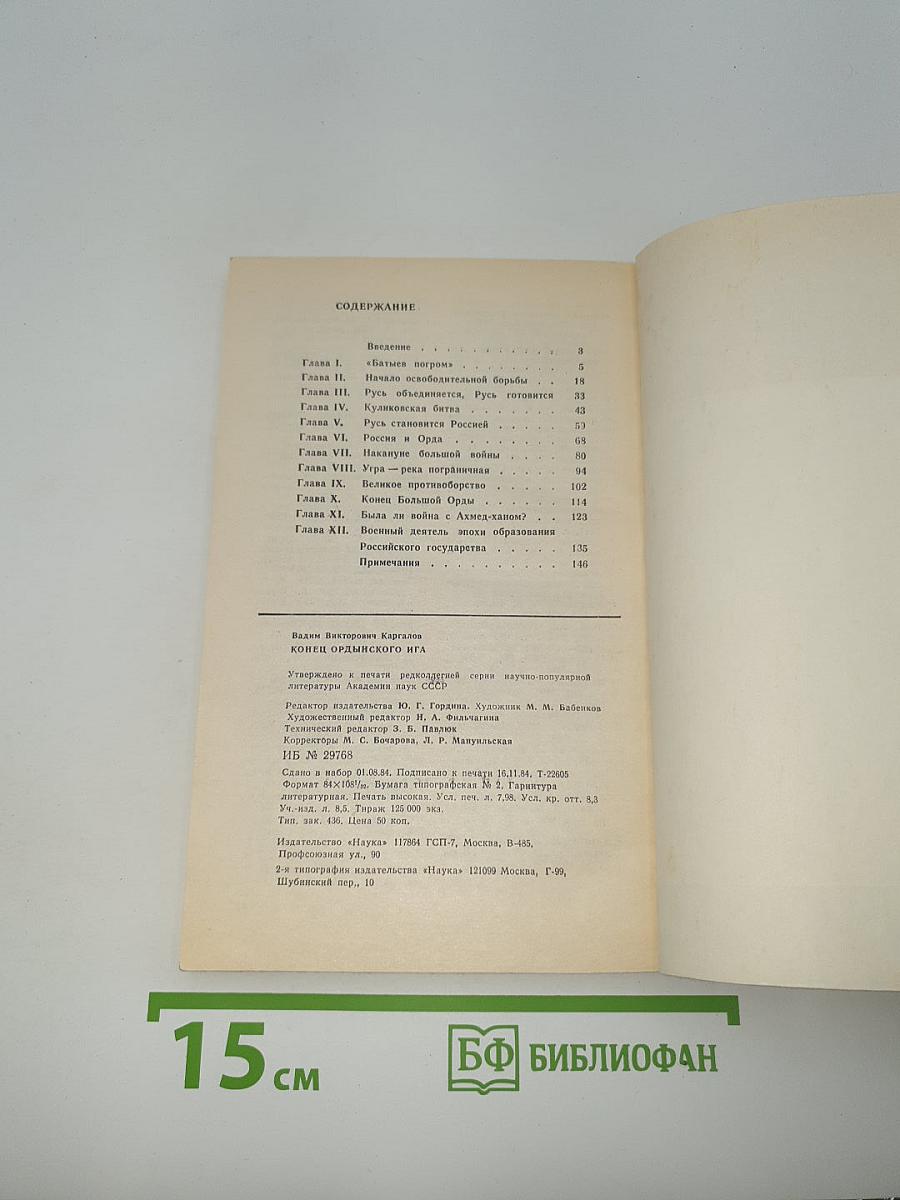 СОДЕРЖАНИЕ
Введение . . . . . . . . . . . 3
Глава I. «Батыев погром» . . . . . . . . 5
Глава II. Начало освободительной борьбы . . 18
Глава III. Русь объединяется, Русь готовится 33
Глава IV. Куликовская битва . . . . . . . 43
Глава V. Русь становится Россией . . . . . 59
Глава VI. Россия и Орда . . . . . . . . 68
Глава VII. Накануне большой войны . . . . 80
Глава VIII. Угра — река пограничная . . . . . 94
Глава IX. Великое противоборство . . . . . 102
Глава X. Конец Большой Орды . . . . . . 114
Глава XI. Была ли война с Ахмед-ханом? . . 123
Глава XII. Военный деятель эпохи образования
Российского государства . . . . . 135
Примечания . . . . . . . . . . 146
Вадим Викторович Каргалов
КОНЕЦ ОРДЫНСКОГО ИГА
Утверждено к печати редколлегией серии научно-популярной
литературы Академии наук СССР
Редактор издательства Ю. Г. Гордина. Художник М. М. Бабенков
Художественный редактор Н. А. Фильчагина
Технический редактор З. Б. Павлюк
Корректоры М. С. Бочарова, Л. Р. Мануильская
ИБ № 29768
Сдано в набор 01.08.84. Подписано к печати 16.11.84. Т-22605
Формат 84×108¹/₃₂. Бумага типографская № 2. Гарнитура
литературная. Печать высокая. Усл. печ. л. 7,98. Усл. кр. отт. 8,3
Уч.-изд. л. 8,5. Тираж 125 000 экз.
Тип. зак. 436. Цена 50 коп.
Издательство «Наука» 117864 ГСП-7, Москва, В-485,
Профсоюзная ул., 90
2-я типография издательства «Наука» 121099 Москва, Г-99,
Шубинский пер., 10
15 см
БФ БИБЛИОФАН